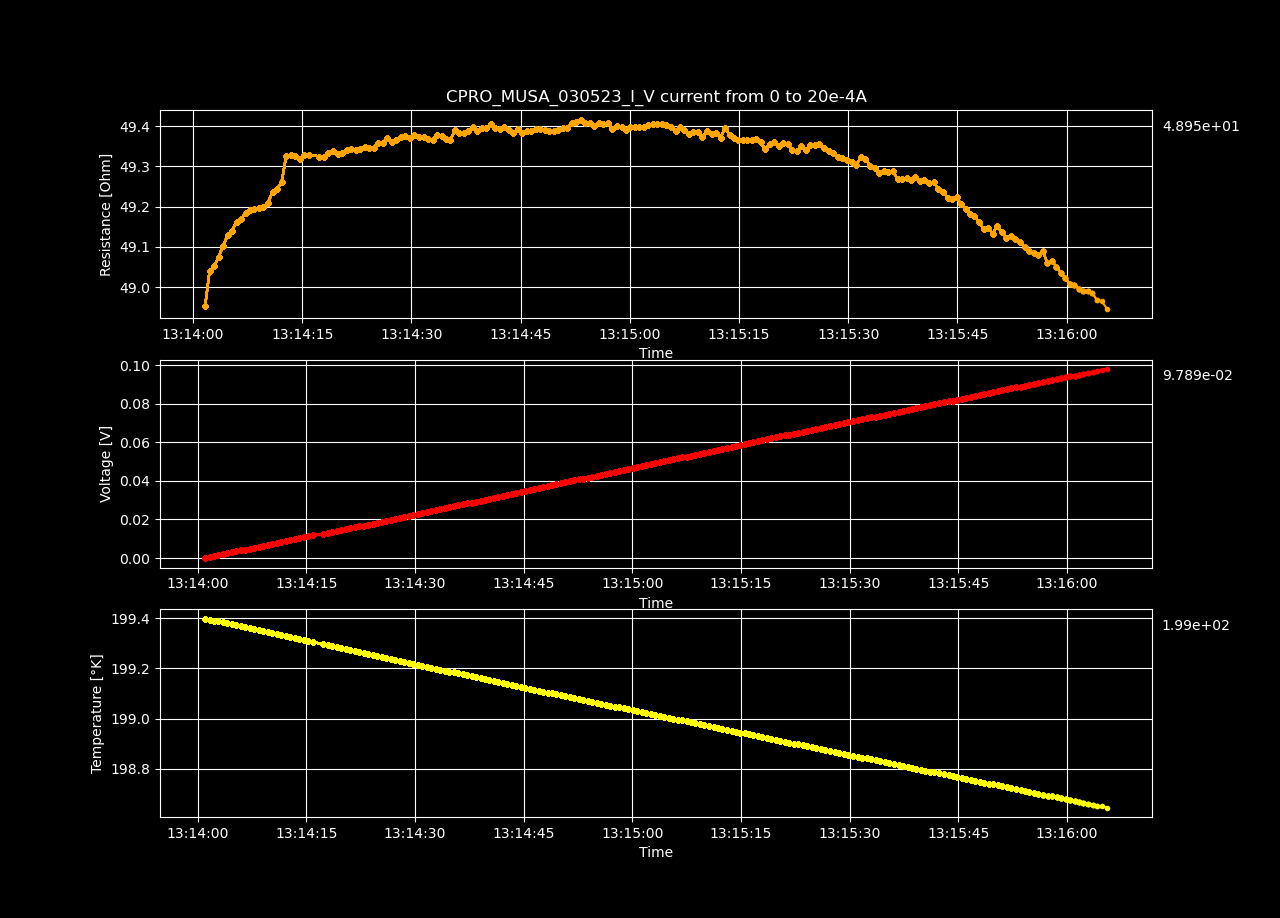 CPRO_MUSA_030523_I_V current from 0 to 20e-4A
49.4
49.3
49.2
49.1
49.0
Resistance [Ohm]
4.895e+01
13:14:00 13:14:15 13:14:30 13:14:45 13:15:00 13:15:15 13:15:30 13:15:45 13:16:00
Time
0.10
0.08
0.06
0.04
0.02
0.00
Voltage [V]
9.789e-02
13:14:00 13:14:15 13:14:30 13:14:45 13:15:00 13:15:15 13:15:30 13:15:45 13:16:00
Time
199.4
199.2
199.0
198.8
Temperature [°K]
1.99e+02
13:14:00 13:14:15 13:14:30 13:14:45 13:15:00 13:15:15 13:15:30 13:15:45 13:16:00
Time